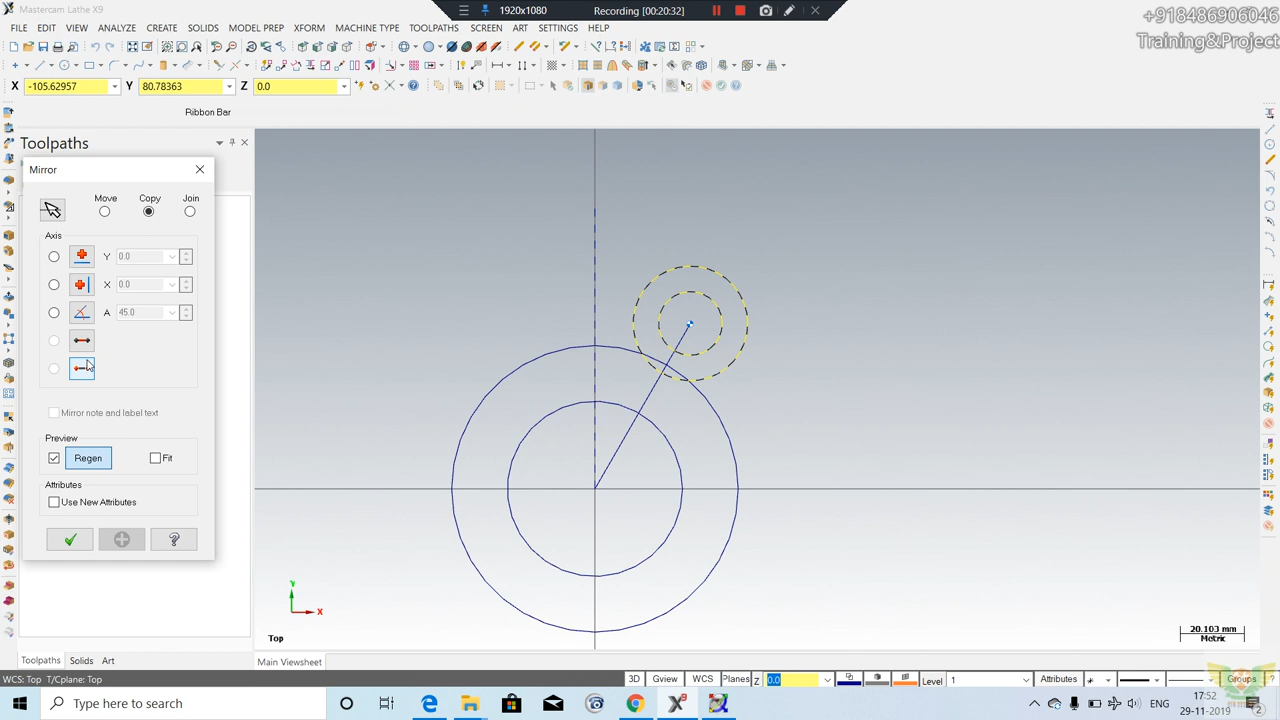 Mastercam Lathe X9
1920x1080
Recording [00:20:32]
+918486906046
Training&Project
FILE EDIT VIEW ANALYZE CREATE SOLIDS MODEL PREP XFORM MACHINE TYPE TOOLPATHS SCREEN ART SETTINGS HELP
X -105.62957 Y 80.78363 Z 0.0
Ribbon Bar
Toolpaths
Mirror
Move Copy Join
Axis
Y 0.0
X 0.0
A 45.0
Mirror note and label text
Preview
Regen Fit
Attributes
Use New Attributes
Y
X
Top
20.103 mm
Metric
Toolpaths Solids Art
Main Viewsheet
WCS: Top T/Cplane: Top
3D Gview WCS Planes Z 0.0 Level 1 Attributes Groups ?
Type here to search
17:52
29-11-2019
2